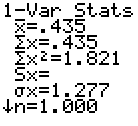 1-Var Stats
x̄=.435
Σx=.435
Σx²=1.821
Sx=
σx=1.277
↓n=1.000